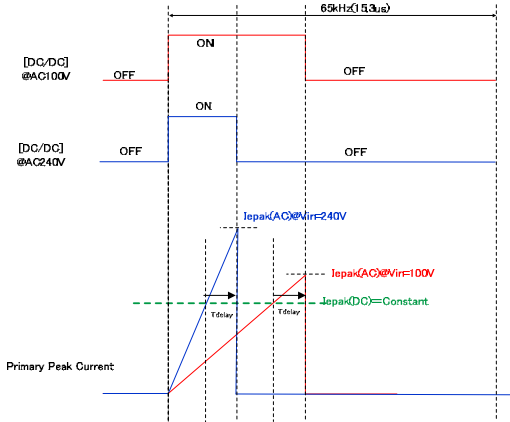 65kHz(15.3us)
ON
[DC/DC]
@AC100V
OFF
OFF
ON
[DC/DC]
@AC240V
OFF
OFF
Iepak(AC)@Vin=240V
Iepak(AC)@Vin=100V
Iepak(DC)=Constant
Tdelay
Tdelay
Primary Peak Current